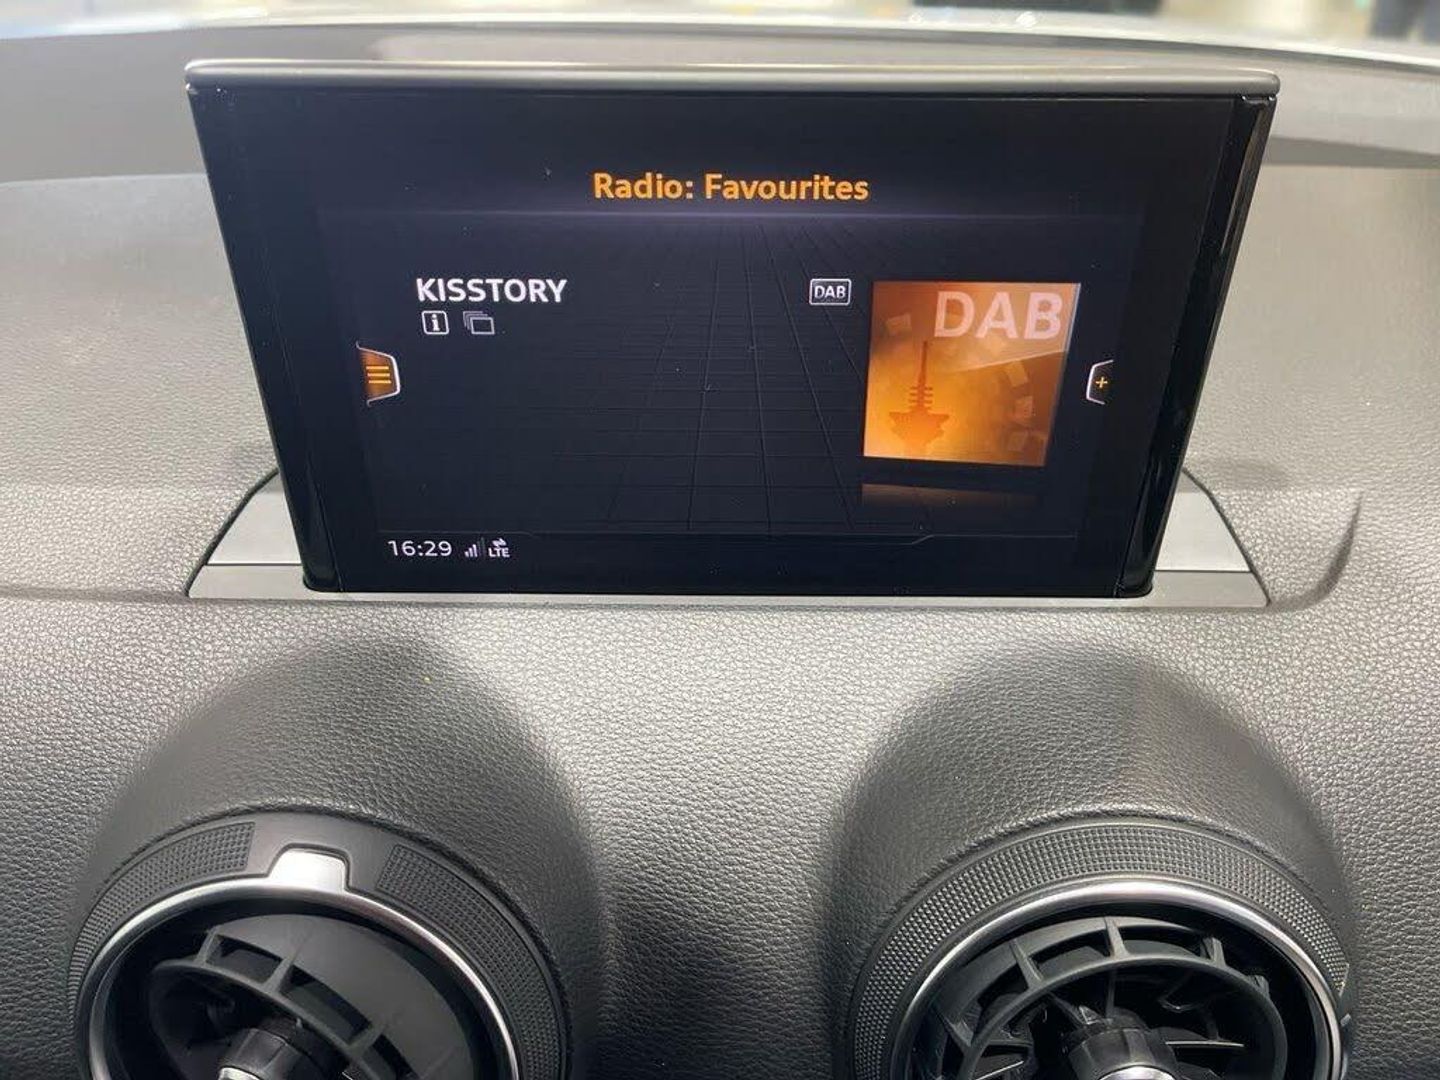 Radio: Favourites
KISSTORY
DAB
DAB
16:29 LTE